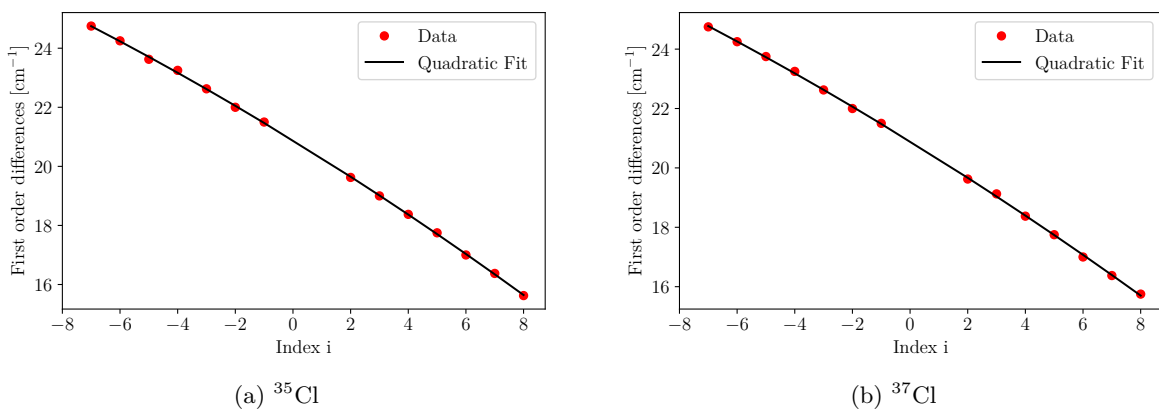 First order differences [cm⁻¹]
24
22
20
18
16
Data
Quadratic Fit
−8 −6 −4 −2 0 2 4 6 8
Index i
(a) ³⁵Cl
First order differences [cm⁻¹]
24
22
20
18
16
Data
Quadratic Fit
−8 −6 −4 −2 0 2 4 6 8
Index i
(b) ³⁷Cl